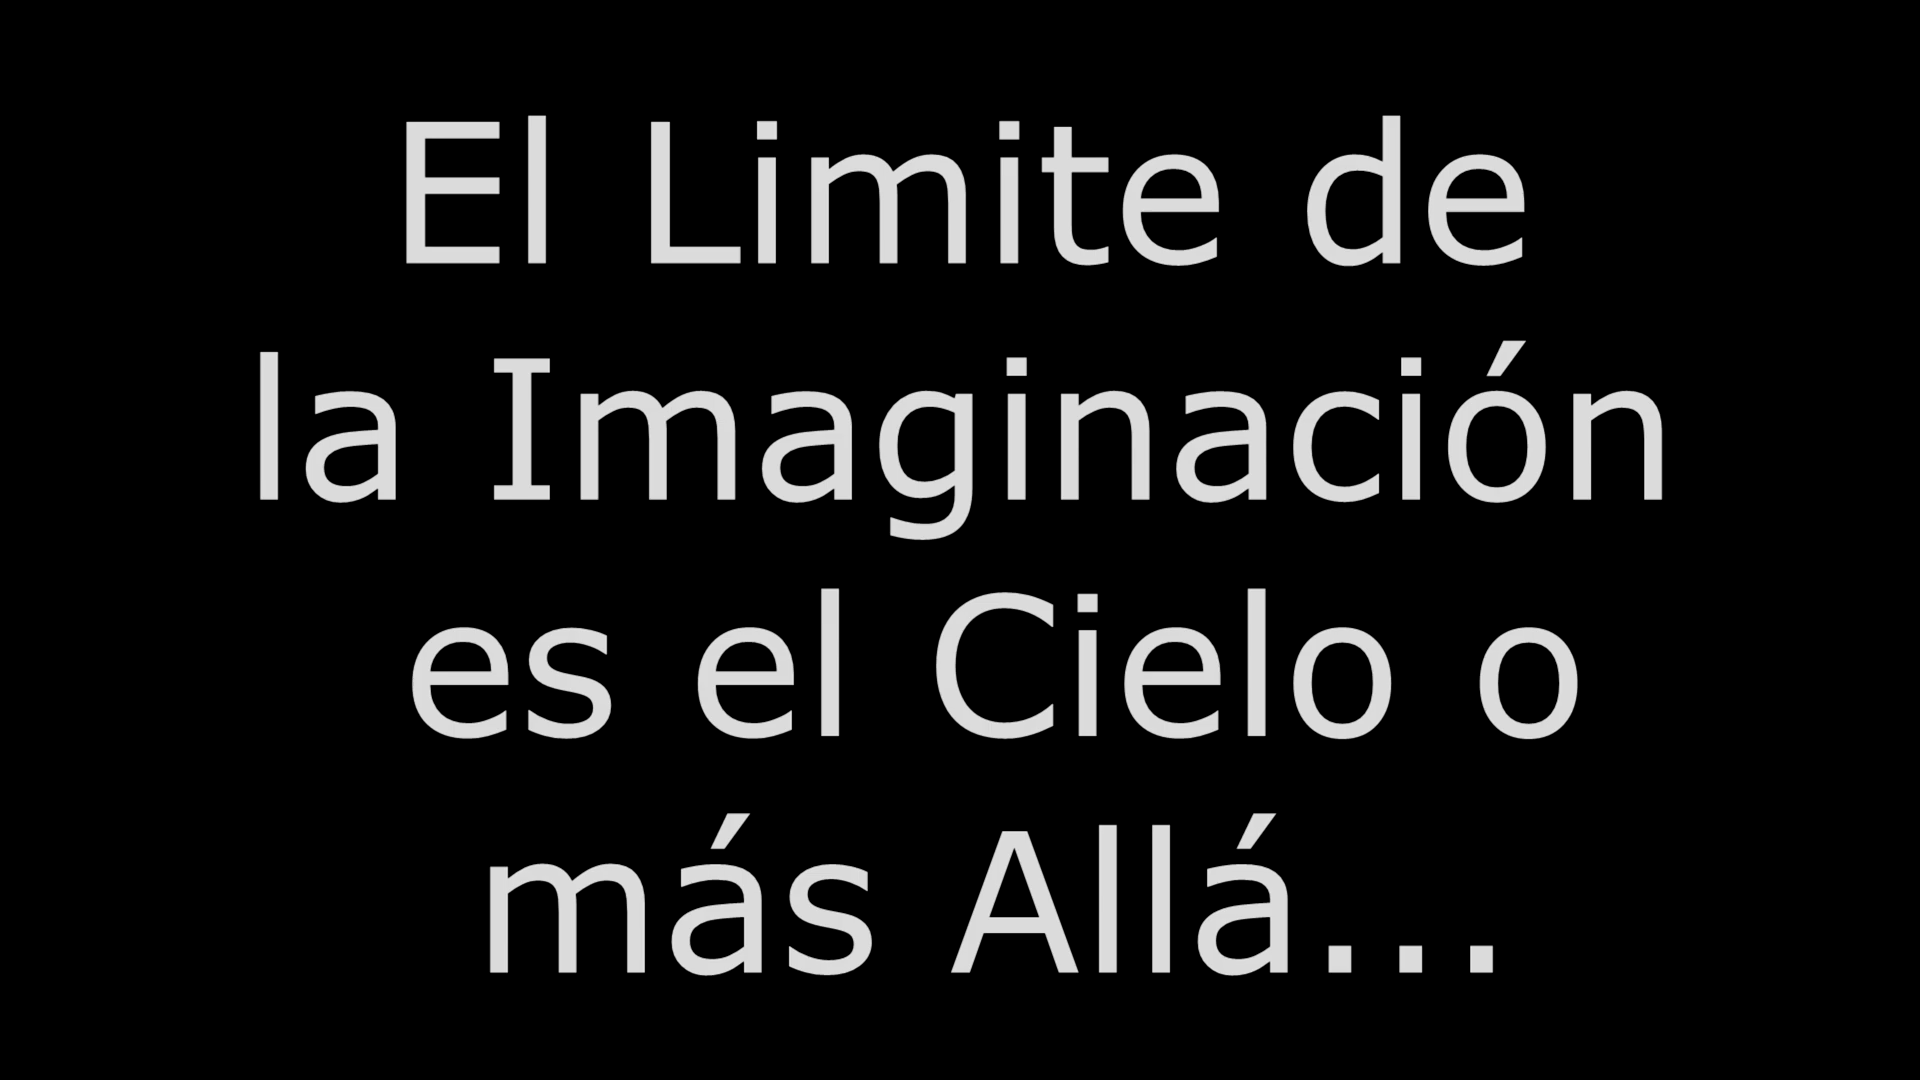 El Limite de
la Imaginación
es el Cielo o
más Allá...